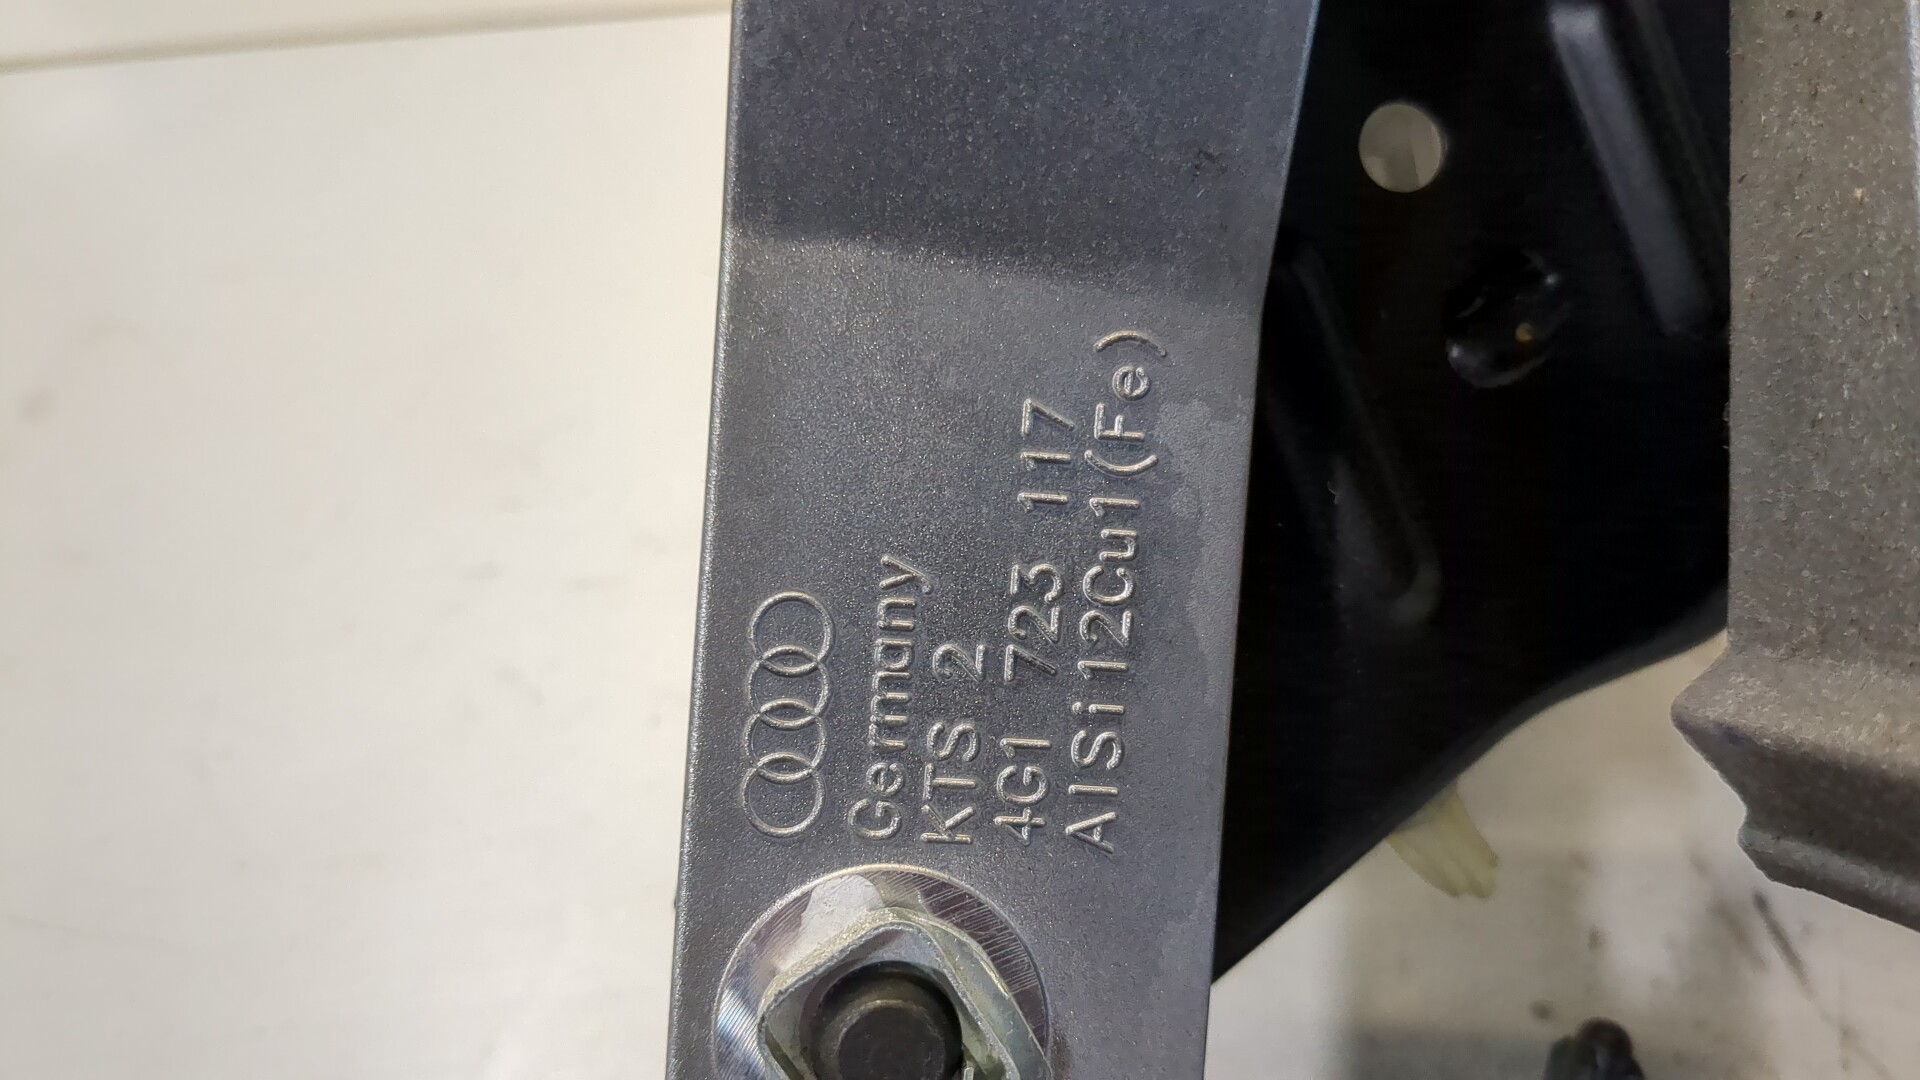 Germany
KTS 2
4G1 723 117
AlSi12Cu1(Fe)